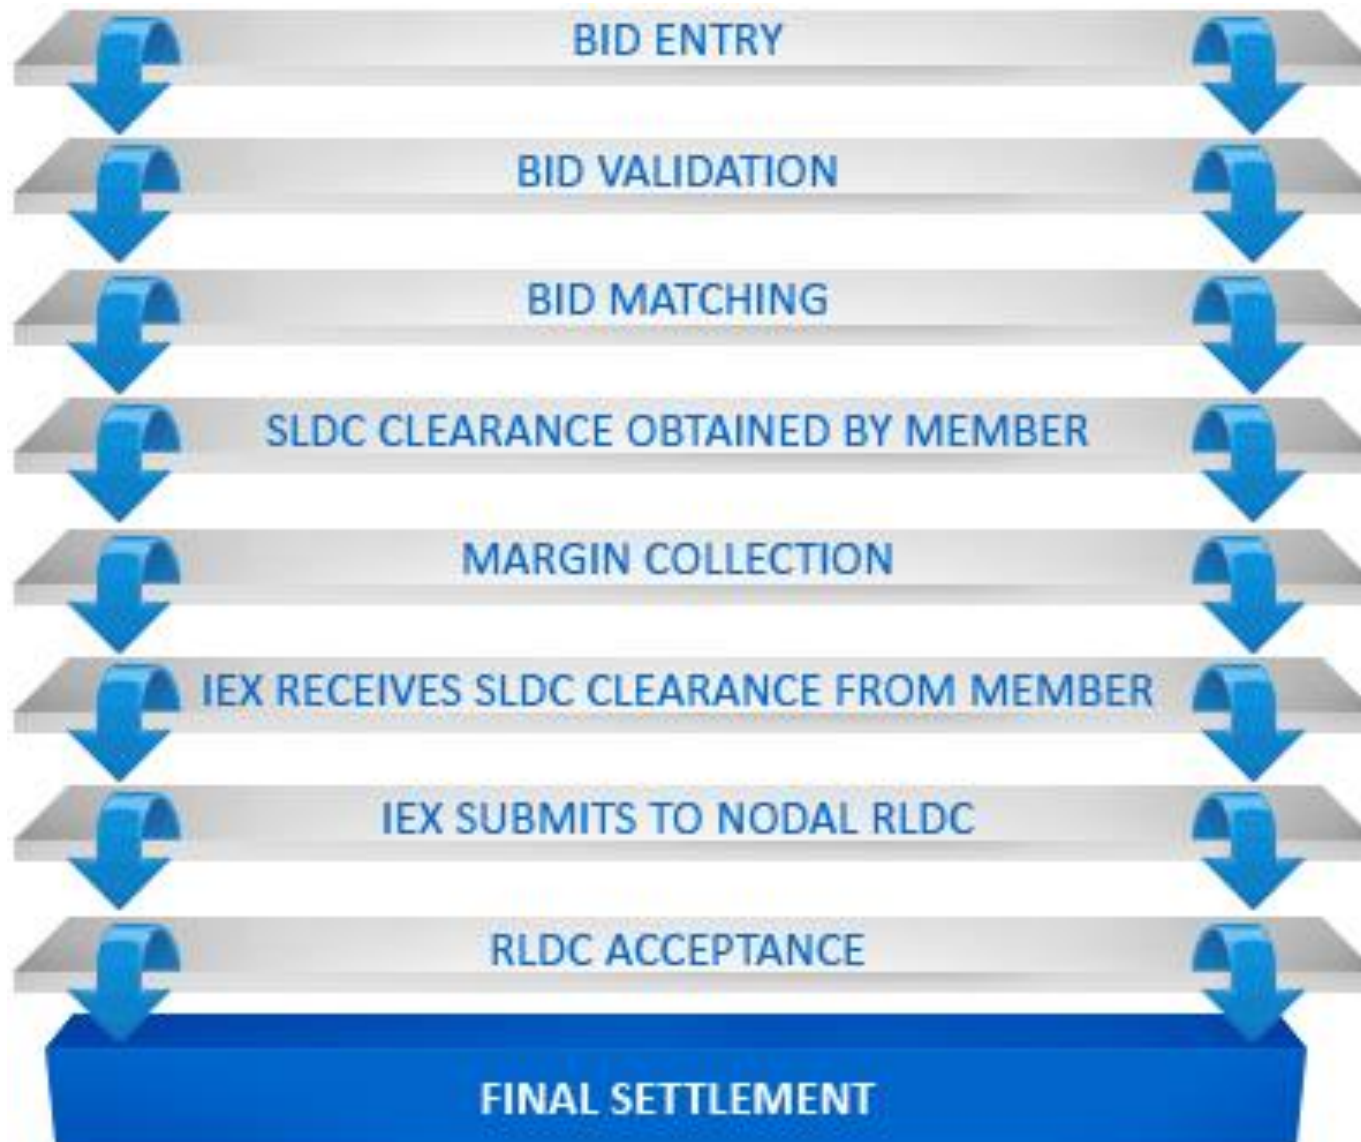 BID ENTRY
BID VALIDATION
BID MATCHING
SLDC CLEARANCE OBTAINED BY MEMBER
MARGIN COLLECTION
IEX RECEIVES SLDC CLEARANCE FROM MEMBER
IEX SUBMITS TO NODAL RLDC
RLDC ACCEPTANCE
FINAL SETTLEMENT